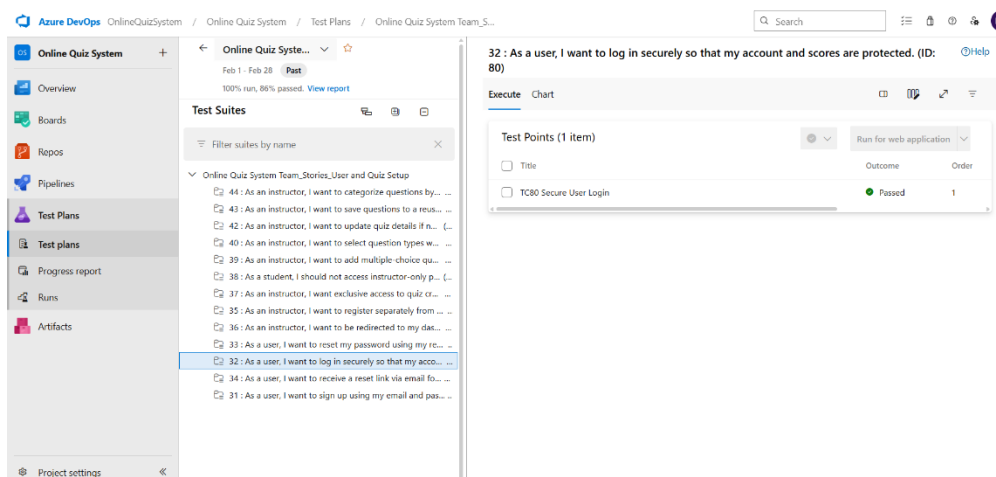 Azure DevOps OnlineQuizSystem / Online Quiz System / Test Plans / Online Quiz System Team_S...
Search
OS Online Quiz System +
Overview
Boards
Repos
Pipelines
Test Plans
Test plans
Progress report
Runs
Artifacts
Project settings
Online Quiz Syste...
Feb 1 - Feb 28 Past
100% run, 86% passed. View report
Test Suites
Filter suites by name
Online Quiz System Team_Stories_User and Quiz Setup
44 : As an instructor, I want to categorize questions by... ...
43 : As an instructor, I want to save questions to a reus... ...
42 : As an instructor, I want to update quiz details if n... (...
40 : As an instructor, I want to select question types w... ...
39 : As an instructor, I want to add multiple-choice qu... ...
38 : As a student, I should not access instructor-only p... (...
37 : As an instructor, I want exclusive access to quiz cr... ...
35 : As an instructor, I want to register separately from ... ..
36 : As an instructor, I want to be redirected to my das... ...
33 : As a user, I want to reset my password using my re... ..
32 : As a user, I want to log in securely so that my acco... ...
34 : As a user, I want to receive a reset link via email fo... ...
31 : As a user, I want to sign up using my email and pas... ..
32 : As a user, I want to log in securely so that my account and scores are protected. (ID:
80)
Help
Execute Chart
Test Points (1 item)
Run for web application
Title Outcome Order
TC80 Secure User Login Passed 1